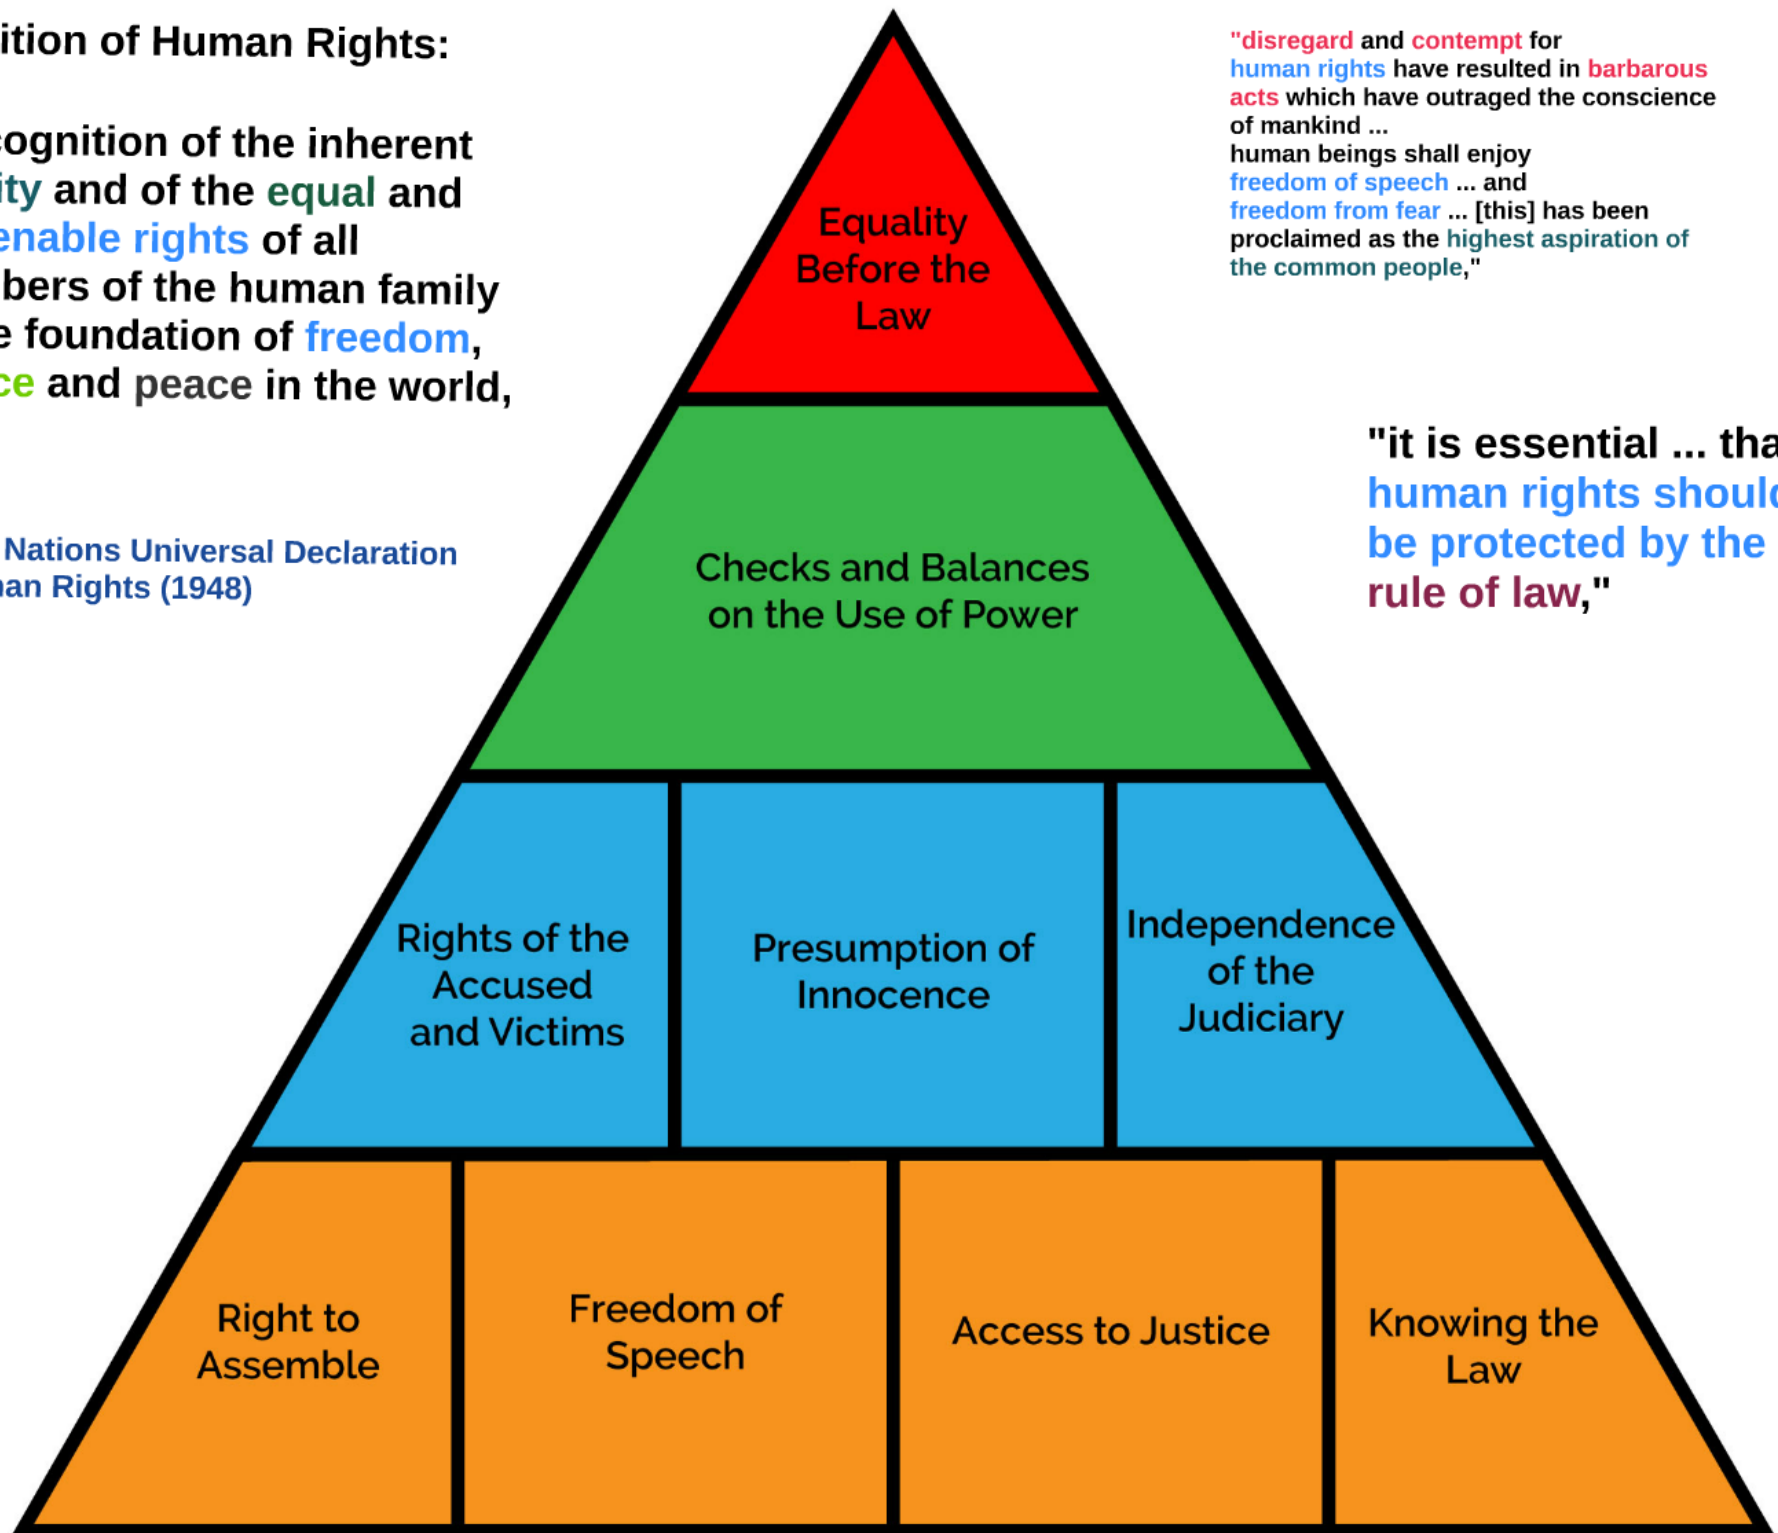 ition of Human Rights:
cognition of the inherent
ity and of the equal and
enable rights of all
bers of the human family
e foundation of freedom,
ce and peace in the world,
Nations Universal Declaration
an Rights (1948)
"disregard and contempt for
human rights have resulted in barbarous
acts which have outraged the conscience
of mankind ...
human beings shall enjoy
freedom of speech ... and
freedom from fear ... [this] has been
proclaimed as the highest aspiration of
the common people,"
"it is essential ... tha
human rights should
be protected by the
rule of law,"
Equality
Before the
Law
Checks and Balances
on the Use of Power
Rights of the
Accused
and Victims
Presumption of
Innocence
Independence
of the
Judiciary
Right to
Assemble
Freedom of
Speech
Access to Justice
Knowing the
Law